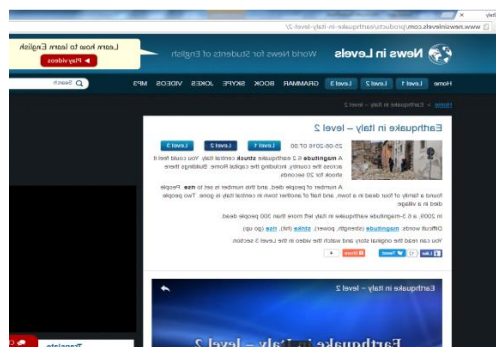 www.newsinlevels.com/products/earthquake-in-italy-level-2/
News in Levels World News for Students of English
Learn how to learn English
Play videos
Home Level 1 Level 2 Level 3 GRAMMAR BOOK SKYPE JOKES VIDEOS MP3 Search
Home » Earthquake in Italy – level 2
Earthquake in Italy – level 2
25-08-2016 07:00 Level 1 Level 2 Level 3
A magnitude 6.2 earthquake struck central Italy. You could feel it
across the country, including the capital Rome. Buildings there
shook for 20 seconds.
A number of people died, and this number is set to rise. People
found a family of four dead in a town, and half of another town in central Italy is gone. Two people
died in a village.
In 2009, a 6.3-magnitude earthquake in Italy left more than 300 people dead.
Difficult words: magnitude (strength, power), strike (hit), rise (go up).
You can read the original story and watch the video in the Level 3 section.
Like Tweet Share 4
Earthquake in Italy – level 2
Earthquake in Italy – level 2
Translate